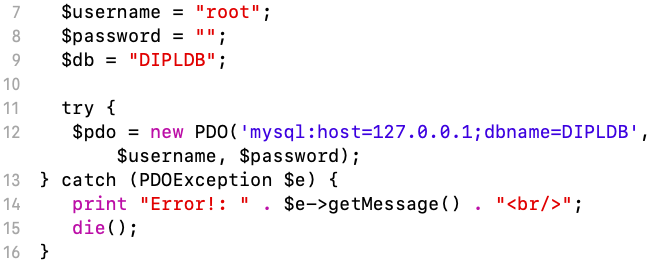 7 $username = "root";
8 $password = "";
9 $db = "DIPLDB";
10
11 try {
12 $pdo = new PDO('mysql:host=127.0.0.1;dbname=DIPLDB',
$username, $password);
13 } catch (PDOException $e) {
14 print "Error!: " . $e->getMessage() . "<br/>";
15 die();
16 }